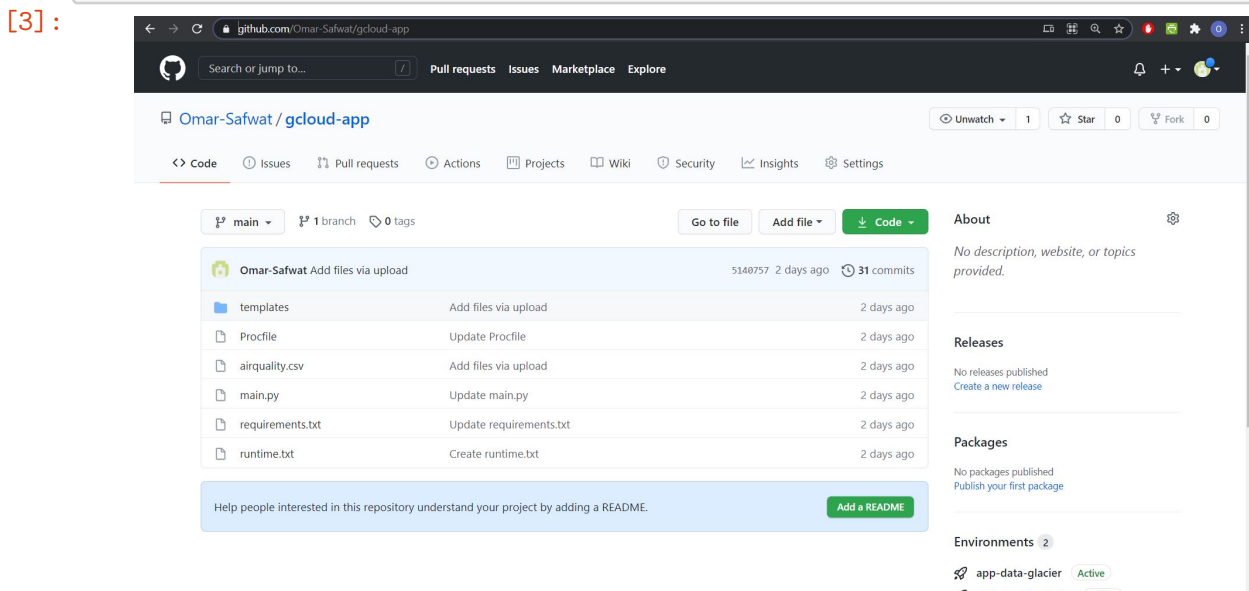 [3]:
github.com/Omar-Safwat/gcloud-app
Search or jump to... / Pull requests Issues Marketplace Explore
Omar-Safwat / gcloud-app
Unwatch 1 Star 0 Fork 0
<> Code Issues Pull requests Actions Projects Wiki Security Insights Settings
main 1 branch 0 tags Go to file Add file Code
Omar-Safwat Add files via upload 5140757 2 days ago 31 commits
templates Add files via upload 2 days ago
Procfile Update Procfile 2 days ago
airquality.csv Add files via upload 2 days ago
main.py Update main.py 2 days ago
requirements.txt Update requirements.txt 2 days ago
runtime.txt Create runtime.txt 2 days ago
Help people interested in this repository understand your project by adding a README. Add a README
About
No description, website, or topics
provided.
Releases
No releases published
Create a new release
Packages
No packages published
Publish your first package
Environments 2
app-data-glacier Active